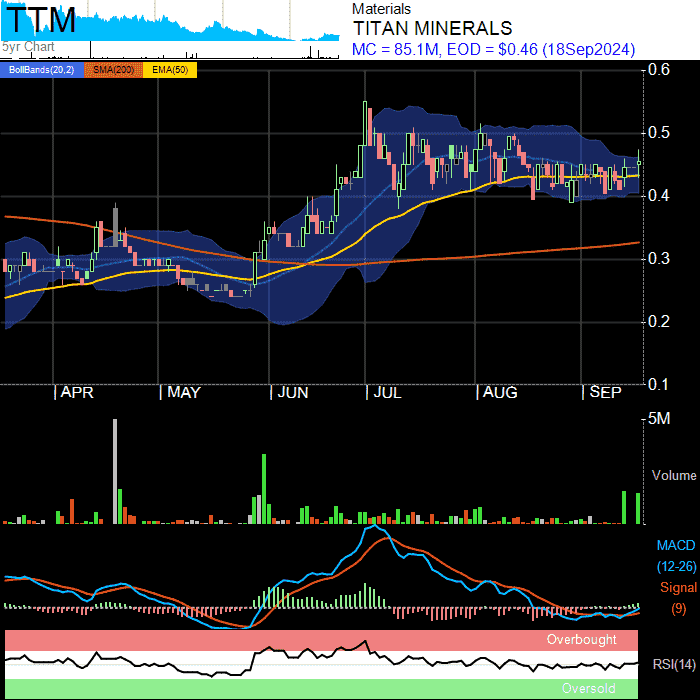 TTM
5yr Chart
Materials
TITAN MINERALS
MC = 85.1M, EOD = $0.46 (18Sep2024)
BollBands(20,2) SMA(200) EMA(50)
0.6
0.5
0.4
0.3
0.2
0.1
APR MAY JUN JUL AUG SEP
5M
Volume
MACD
(12-26)
Signal
(9)
Overbought
RSI(14)
Oversold